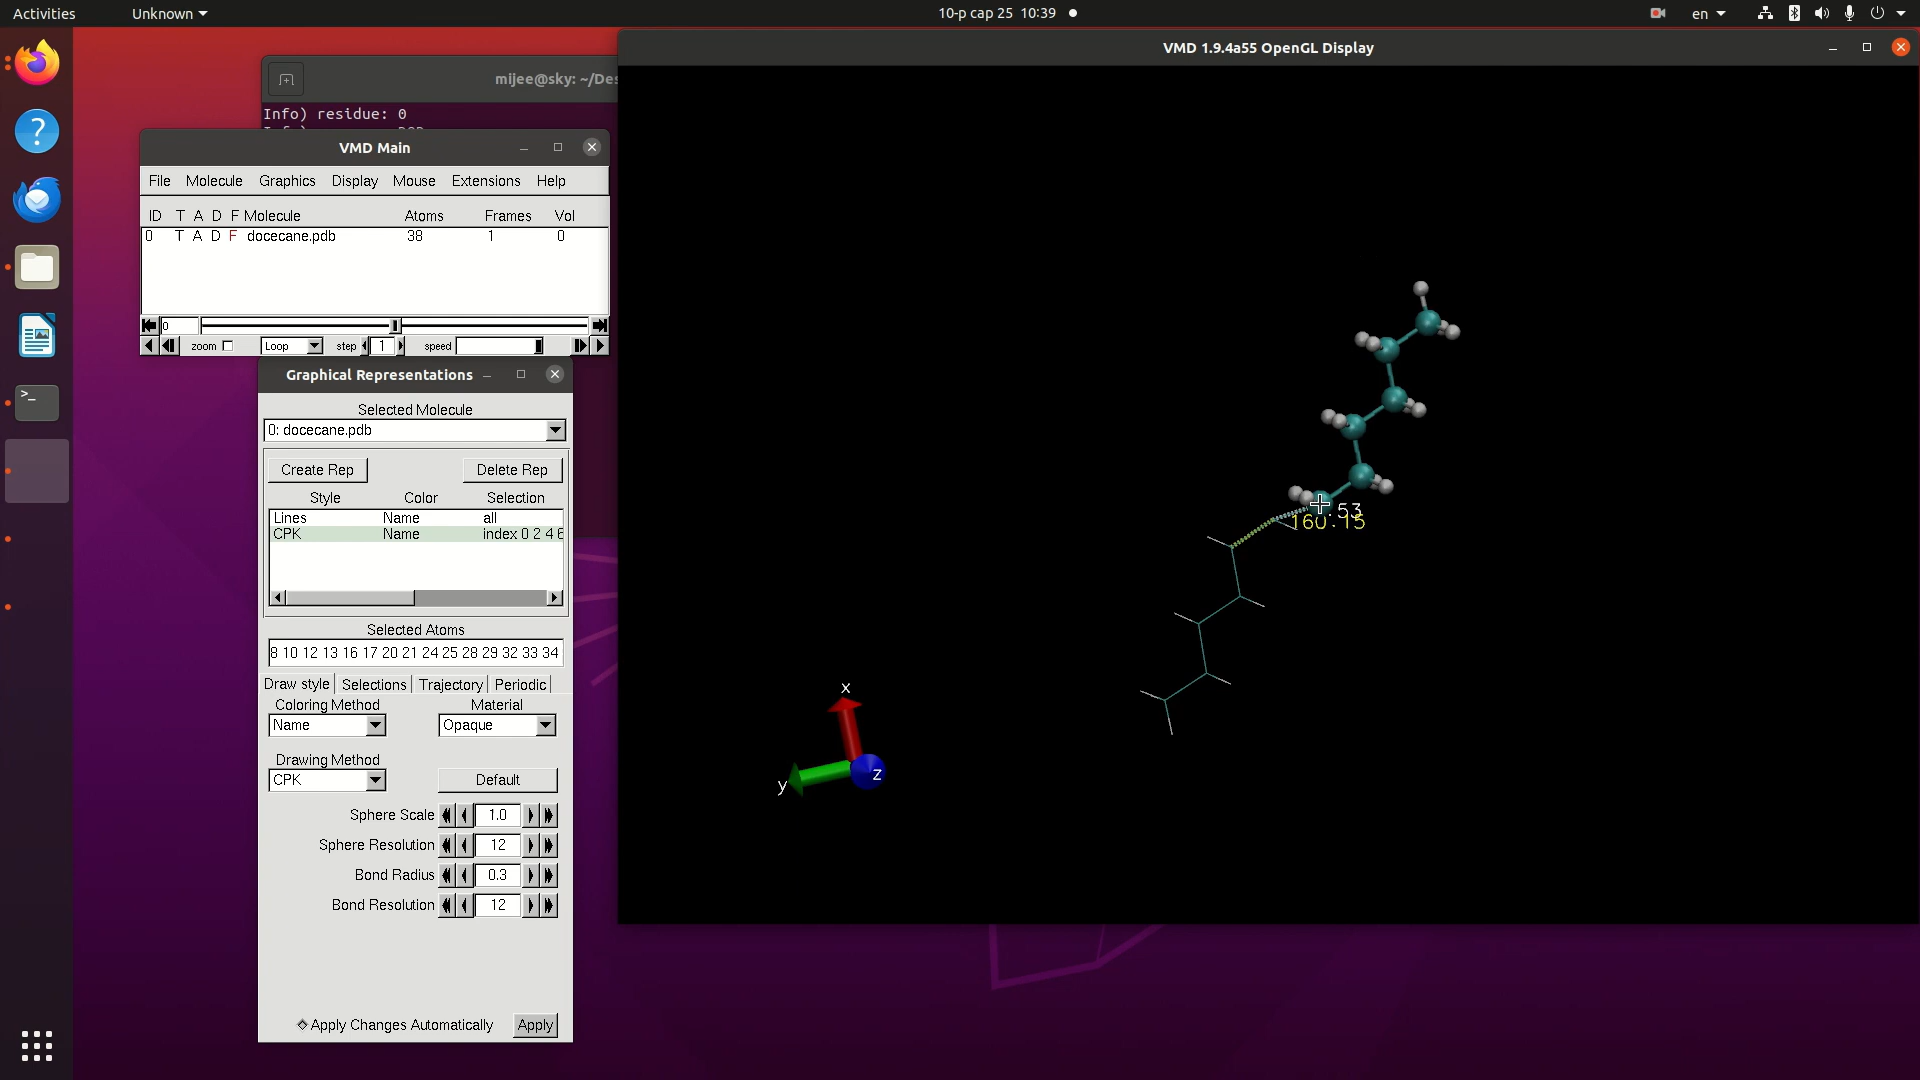 Activities
Unknown
10-р сар 25 10:39
en
VMD 1.9.4a55 OpenGL Display
mijee@sky: ~/Des
Info) residue: 0
VMD Main
File Molecule Graphics Display Mouse Extensions Help
ID T A D F Molecule Atoms Frames Vol
0 T A D F docecane.pdb 38 1 0
0
zoom Loop step 1 speed
Graphical Representations
Selected Molecule
0: docecane.pdb
Create Rep Delete Rep
Style Color Selection
Lines Name all
CPK Name index 0 2 4 6
Selected Atoms
8 10 12 13 16 17 20 21 24 25 28 29 32 33 34
Draw style Selections Trajectory Periodic
Coloring Method Material
Name Opaque
Drawing Method
CPK Default
Sphere Scale 1.0
Sphere Resolution 12
Bond Radius 0.3
Bond Resolution 12
Apply Changes Automatically Apply
.53
160.15
x
y
z